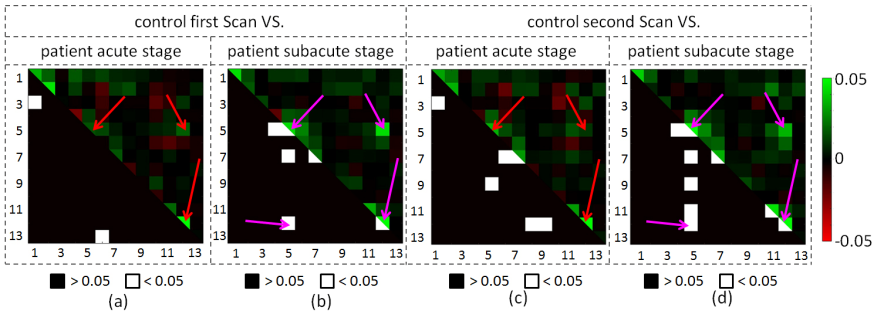 control first Scan VS. control second Scan VS.
patient acute stage patient subacute stage patient acute stage patient subacute stage
1 1 1 1 0.05
3 3 3 3
5 5 5 5
7 7 7 7 0
9 9 9 9
11 11 11 11
13 13 13 13 -0.05
1 3 5 7 9 11 13 1 3 5 7 9 11 13 1 3 5 7 9 11 13 1 3 5 7 9 11 13
> 0.05 < 0.05 > 0.05 < 0.05 > 0.05 < 0.05 > 0.05 < 0.05
(a) (b) (c) (d)